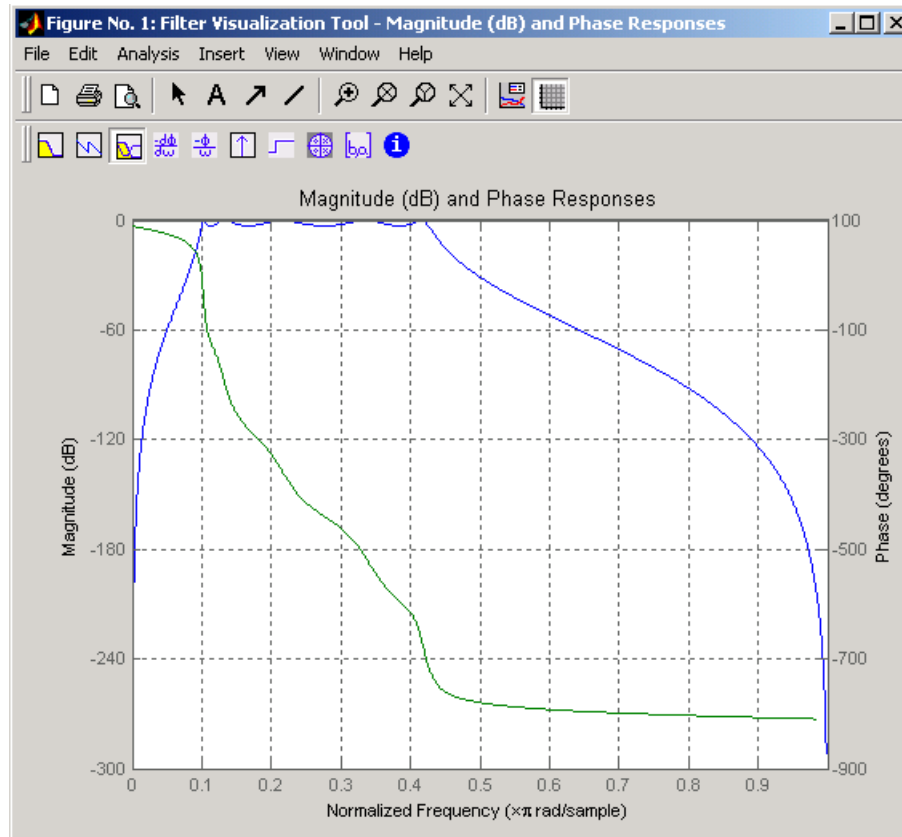 Figure No. 1: Filter Visualization Tool - Magnitude (dB) and Phase Responses
File Edit Analysis Insert View Window Help
A
[b,a] i
Magnitude (dB) and Phase Responses
0
-60
-120
-180
-240
-300
Magnitude (dB)
100
-100
-300
-500
-700
-900
Phase (degrees)
0 0.1 0.2 0.3 0.4 0.5 0.6 0.7 0.8 0.9
Normalized Frequency (×π rad/sample)